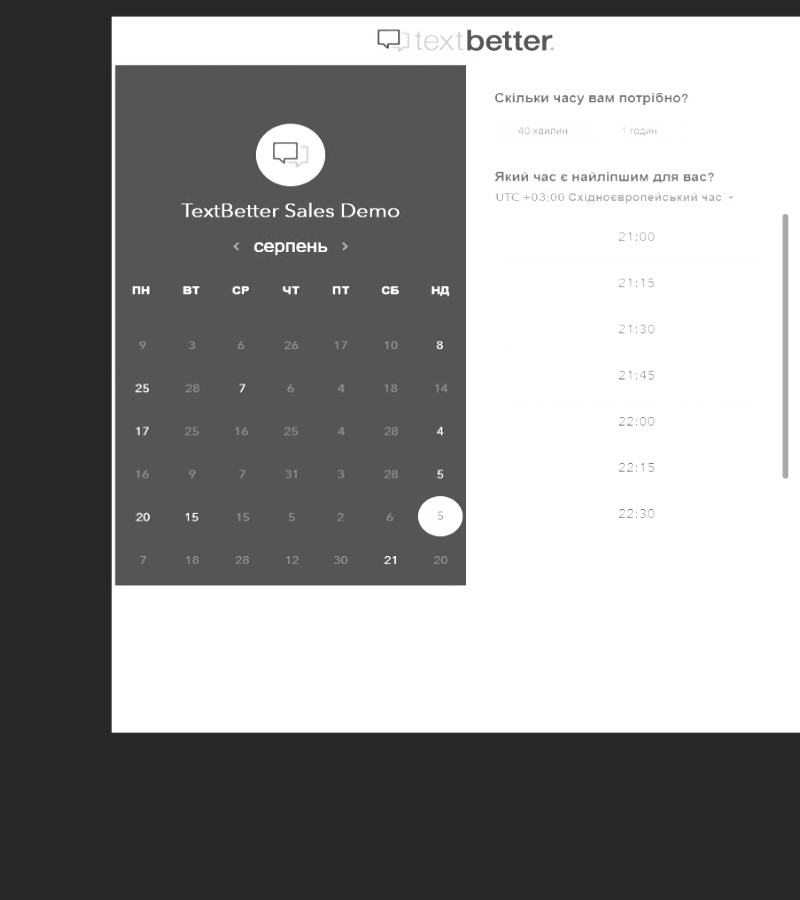 textbetter.
TextBetter Sales Demo
< серпень >
ПН ВТ СР ЧТ ПТ СБ НД
9 3 6 26 17 10 8
25 28 7 6 4 18 14
17 25 16 25 4 28 4
16 9 7 31 3 28 5
20 15 15 5 2 6 5
7 18 28 12 30 21 20
Скільки часу вам потрібно?
40 хвилин 1 годин
Який час є найліпшим для вас?
UTC +03:00 Східноєвропейський час
21:00
21:15
21:30
21:45
22:00
22:15
22:30